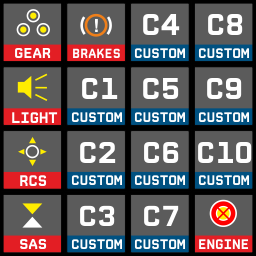 C4 C8
GEAR BRAKES CUSTOM CUSTOM
C1 C5 C9
LIGHT CUSTOM CUSTOM CUSTOM
C2 C6 C10
RCS CUSTOM CUSTOM CUSTOM
C3 C7
SAS CUSTOM CUSTOM ENGINE